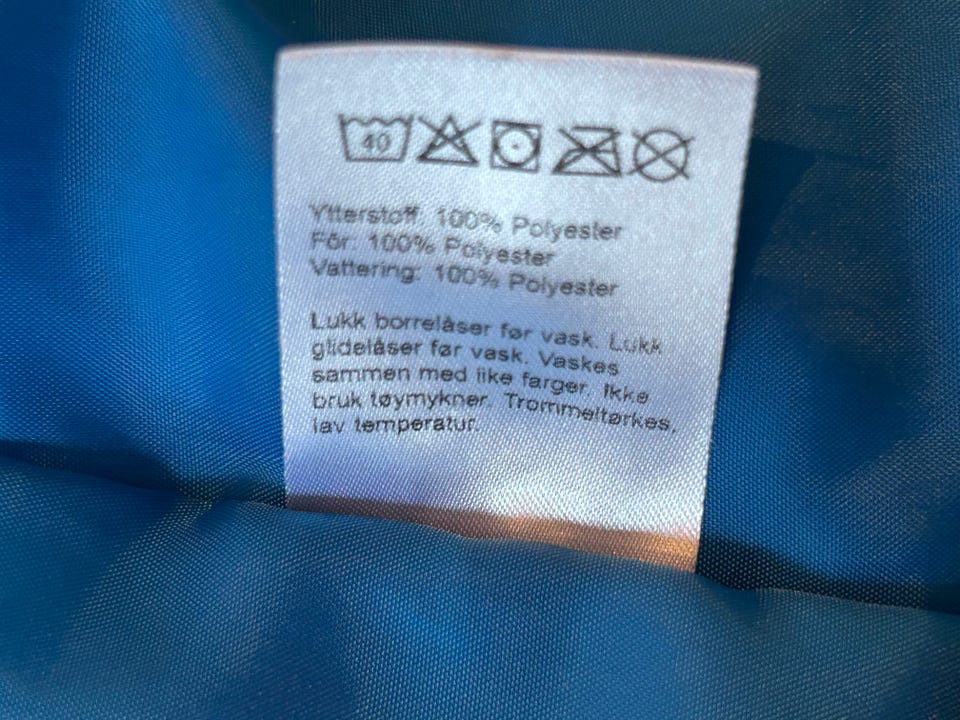 40
Ytterstoff: 100% Polyester
Fôr: 100% Polyester
Vattering: 100% Polyester
Lukk borrelåser før vask. Lukk
glidelåser før vask. Vaskes
sammen med like farger. Ikke
bruk tøymykner. Trommeltørkes,
lav temperatur.